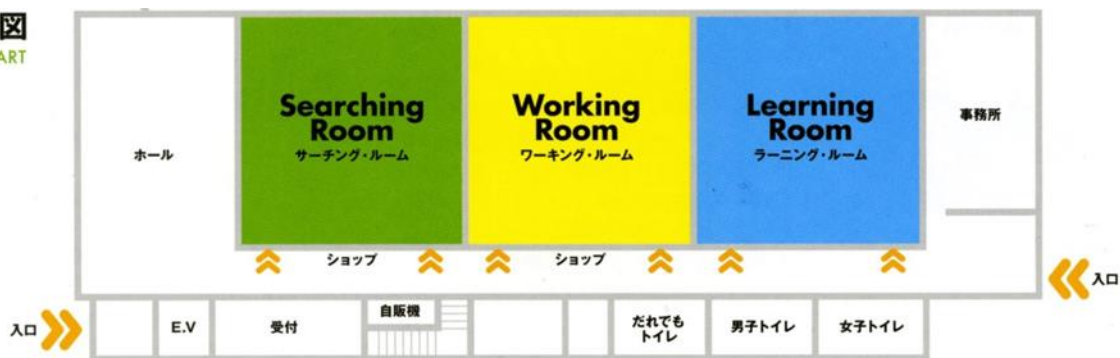 図
ART
Searching
Room
サーチング・ルーム
Working
Room
ワーキング・ルーム
Learning
Room
ラーニング・ルーム
事務所
ホール
ショップ
ショップ
入口
入口
E.V
受付
自販機
だれでも
トイレ
男子トイレ
女子トイレ